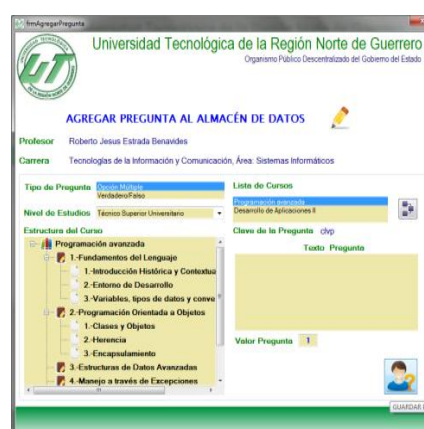 frmAgregarPregunta
Universidad Tecnológica de la Región Norte de Guerrero
Organismo Público Descentralizado del Gobierno del Estado
UT
AGREGAR PREGUNTA AL ALMACÉN DE DATOS
Profesor Roberto Jesus Estrada Benavides
Carrera Tecnologías de la Información y Comunicación, Área: Sistemas Informáticos
Tipo de Pregunta Opción Múltiple
Verdadero/Falso
Lista de Cursos
Programación avanzada
Desarrollo de Aplicaciones II
Nivel de Estudios Técnico Superior Universitario
Estructura del Curso
Clave de la Pregunta clvp
Texto Pregunta
Programación avanzada
1.-Fundamentos del Lenguaje
1.-Introducción Histórica y Contextua
2.-Entorno de Desarrollo
3.-Variables, tipos de datos y conve
2.-Programación Orientada a Objetos
1.-Clases y Objetos
2.-Herencia
3.-Encapsulamiento
3.-Estructuras de Datos Avanzadas
4.-Manejo a través de Excepciones
Valor Pregunta 1
GUARDAR